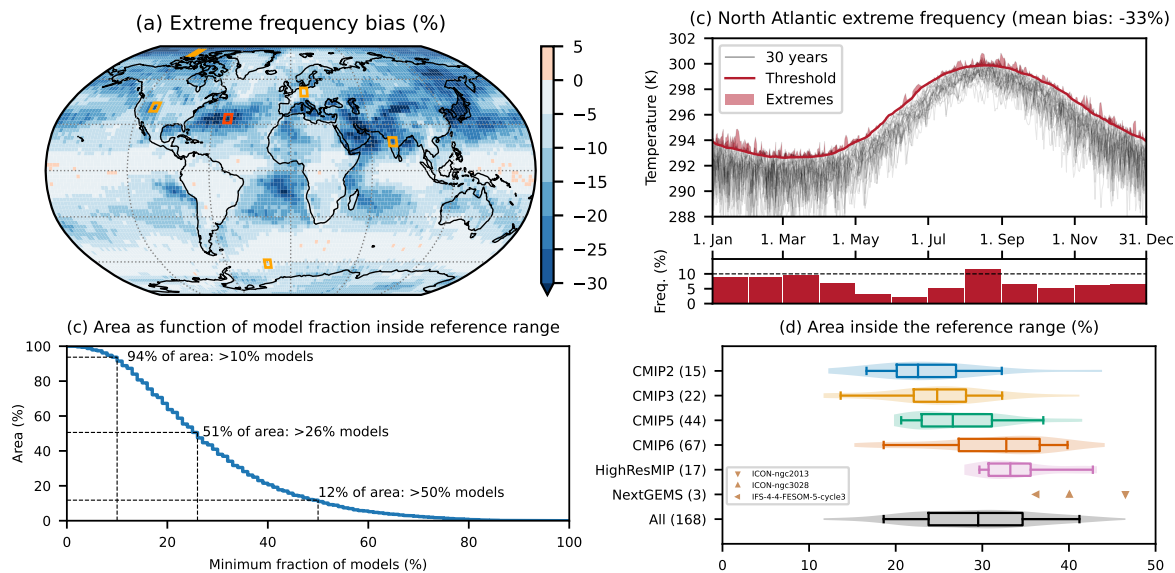 (a) Extreme frequency bias (%)
5
0
−5
−10
−15
−20
−25
−30
(c) North Atlantic extreme frequency (mean bias: -33%)
Temperature (K)
302
300
298
296
294
292
290
288
30 years
Threshold
Extremes
1. Jan
1. Mar
1. May
1. Jul
1. Sep
1. Nov
31. Dec
Freq. (%)
10
5
0
(c) Area as function of model fraction inside reference range
Area (%)
100
80
60
40
20
0
94% of area: >10% models
51% of area: >26% models
12% of area: >50% models
0
20
40
60
80
100
Minimum fraction of models (%)
(d) Area inside the reference range (%)
CMIP2 (15)
CMIP3 (22)
CMIP5 (44)
CMIP6 (67)
HighResMIP (17)
NextGEMS (3)
All (168)
ICON-ngc2013
ICON-ngc3028
IFS-4-4-FESOM-5-cycle3
0
10
20
30
40
50